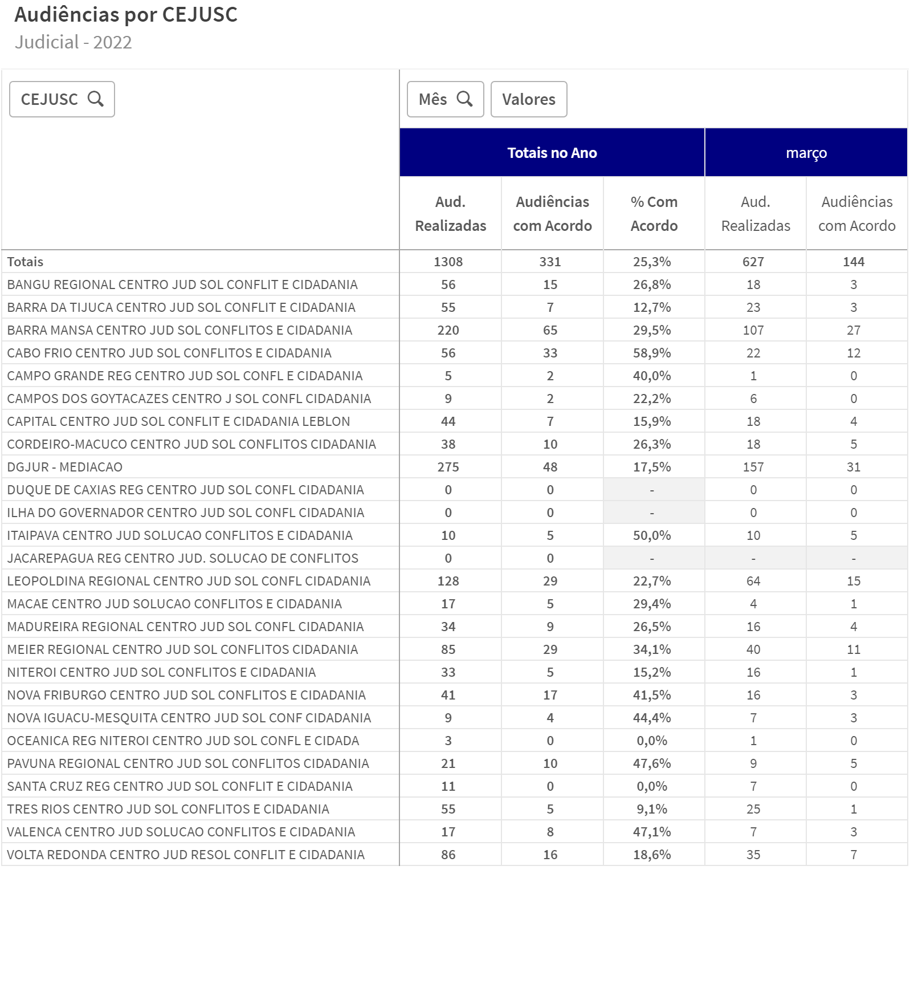 Audiências por CEJUSC
Judicial - 2022
CEJUSC
Mês Valores
Totais no Ano março
Aud. Realizadas Audiências com Acordo % Com Acordo Aud. Realizadas Audiências com Acordo
Totais 1308 331 25,3% 627 144
BANGU REGIONAL CENTRO JUD SOL CONFLIT E CIDADANIA 56 15 26,8% 18 3
BARRA DA TIJUCA CENTRO JUD SOL CONFLIT E CIDADANIA 55 7 12,7% 23 3
BARRA MANSA CENTRO JUD SOL CONFLITOS E CIDADANIA 220 65 29,5% 107 27
CABO FRIO CENTRO JUD SOL CONFLITOS E CIDADANIA 56 33 58,9% 22 12
CAMPO GRANDE REG CENTRO JUD SOL CONFL E CIDADANIA 5 2 40,0% 1 0
CAMPOS DOS GOYTACAZES CENTRO J SOL CONFL CIDADANIA 9 2 22,2% 6 0
CAPITAL CENTRO JUD SOL CONFLIT E CIDADANIA LEBLON 44 7 15,9% 18 4
CORDEIRO-MACUCO CENTRO JUD SOL CONFLITOS CIDADANIA 38 10 26,3% 18 5
DGJUR - MEDIACAO 275 48 17,5% 157 31
DUQUE DE CAXIAS REG CENTRO JUD SOL CONFL CIDADANIA 0 0 - 0 0
ILHA DO GOVERNADOR CENTRO JUD SOL CONFL CIDADANIA 0 0 - 0 0
ITAIPAVA CENTRO JUD SOLUCAO CONFLITOS E CIDADANIA 10 5 50,0% 10 5
JACAREPAGUA REG CENTRO JUD. SOLUCAO DE CONFLITOS 0 0 - - -
LEOPOLDINA REGIONAL CENTRO JUD SOL CONFL CIDADANIA 128 29 22,7% 64 15
MACAE CENTRO JUD SOLUCAO CONFLITOS E CIDADANIA 17 5 29,4% 4 1
MADUREIRA REGIONAL CENTRO JUD SOL CONFL CIDADANIA 34 9 26,5% 16 4
MEIER REGIONAL CENTRO JUD SOL CONFLITOS CIDADANIA 85 29 34,1% 40 11
NITEROI CENTRO JUD SOL CONFLITOS E CIDADANIA 33 5 15,2% 16 1
NOVA FRIBURGO CENTRO JUD SOL CONFLITOS E CIDADANIA 41 17 41,5% 16 3
NOVA IGUACU-MESQUITA CENTRO JUD SOL CONF CIDADANIA 9 4 44,4% 7 3
OCEANICA REG NITEROI CENTRO JUD SOL CONFL E CIDADA 3 0 0,0% 1 0
PAVUNA REGIONAL CENTRO JUD SOL CONFLITOS CIDADANIA 21 10 47,6% 9 5
SANTA CRUZ REG CENTRO JUD SOL CONFLIT E CIDADANIA 11 0 0,0% 7 0
TRES RIOS CENTRO JUD SOL CONFLITOS E CIDADANIA 55 5 9,1% 25 1
VALENCA CENTRO JUD SOLUCAO CONFLITOS E CIDADANIA 17 8 47,1% 7 3
VOLTA REDONDA CENTRO JUD RESOL CONFLIT E CIDADANIA 86 16 18,6% 35 7